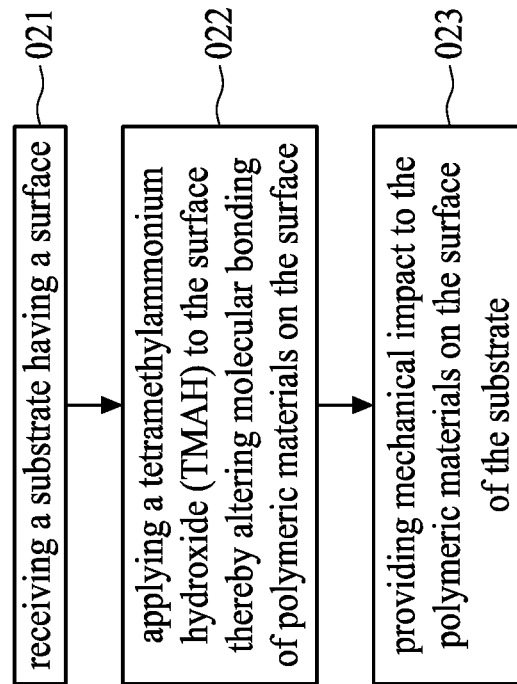 receiving a substrate having a surface
021
applying a tetramethylammonium
hydroxide (TMAH) to the surface
thereby altering molecular bonding
of polymeric materials on the surface
022
providing mechanical impact to the
polymeric materials on the surface
of the substrate
023